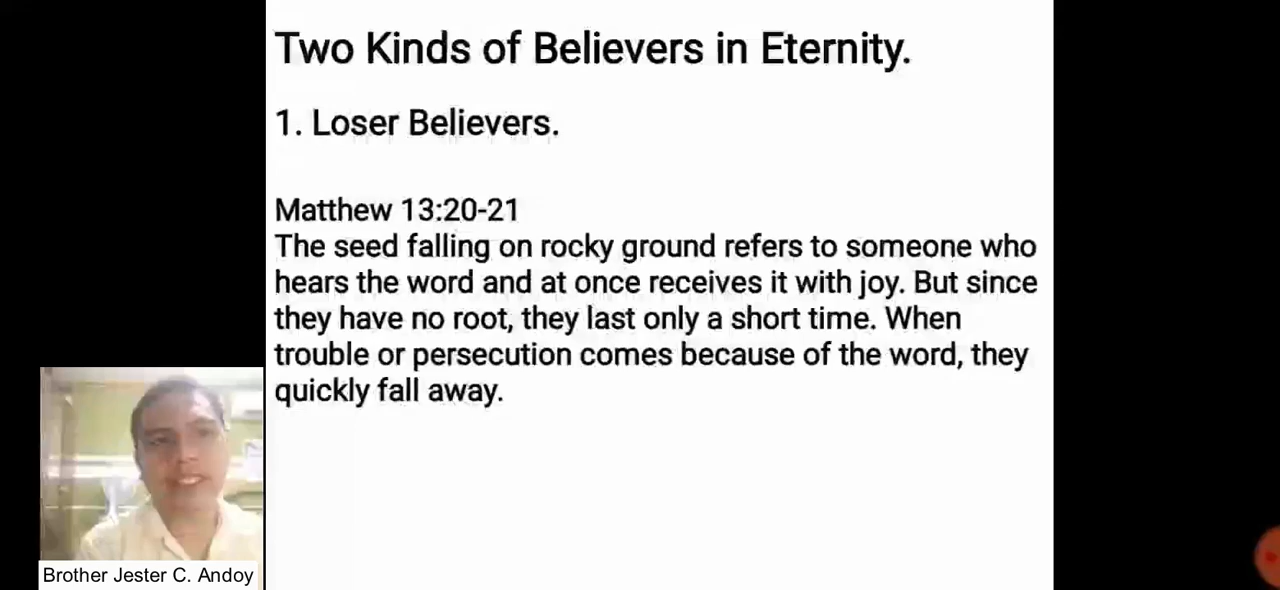 Two Kinds of Believers in Eternity.
1. Loser Believers.
Matthew 13:20-21
The seed falling on rocky ground refers to someone who
hears the word and at once receives it with joy. But since
they have no root, they last only a short time. When
trouble or persecution comes because of the word, they
quickly fall away.
Brother Jester C. Andoy